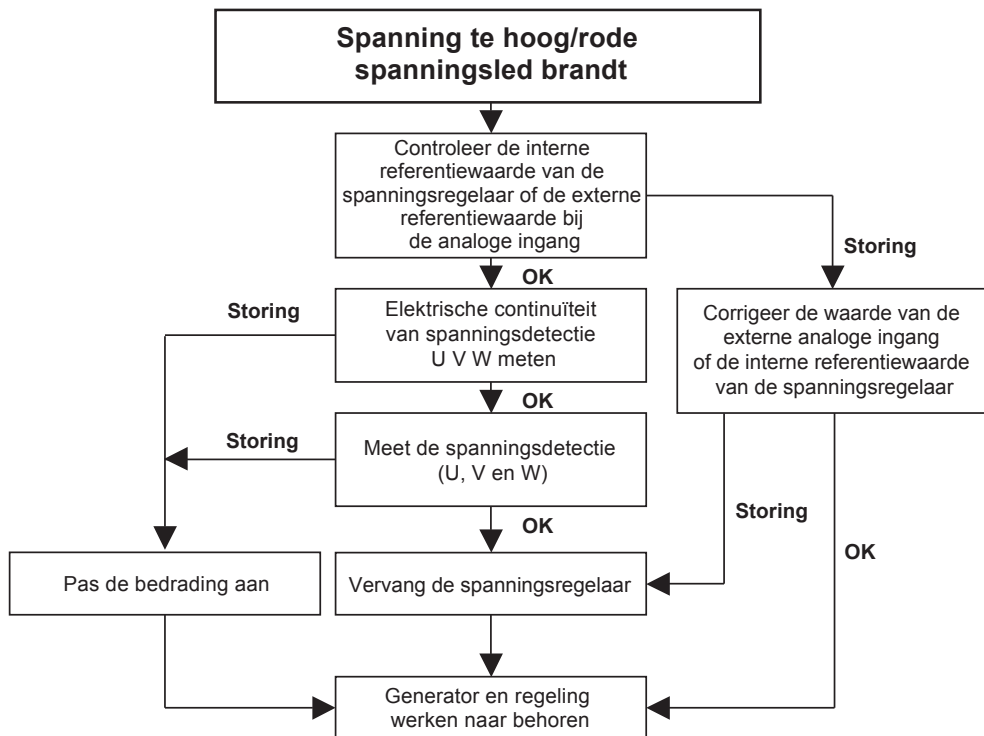 Spanning te hoog/rode
spanningsled brandt
Controleer de interne
referentiewaarde van de
spanningsregelaar of de externe
referentiewaarde bij
de analoge ingang
Storing
OK
Storing
Elektrische continuïteit
van spanningsdetectie
U V W meten
Corrigeer de waarde van de
externe analoge ingang
of de interne referentiewaarde
van de spanningsregelaar
OK
Storing
Meet de spanningsdetectie
(U, V en W)
Storing
OK
OK
Pas de bedrading aan
Vervang de spanningsregelaar
Generator en regeling
werken naar behoren